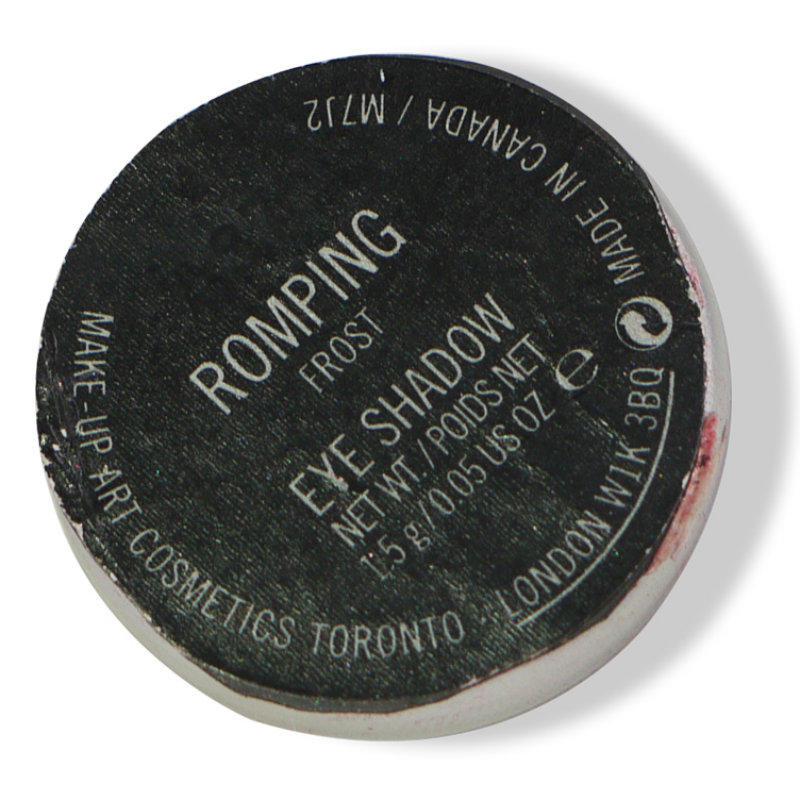 ROMPING
FROST
EYE SHADOW
NET WT / POIDS NET
1.5 g / 0.05 US OZ ℮
MAKE-UP ART COSMETICS TORONTO · LONDON W1K 3BQ
MADE IN CANADA / M7J2